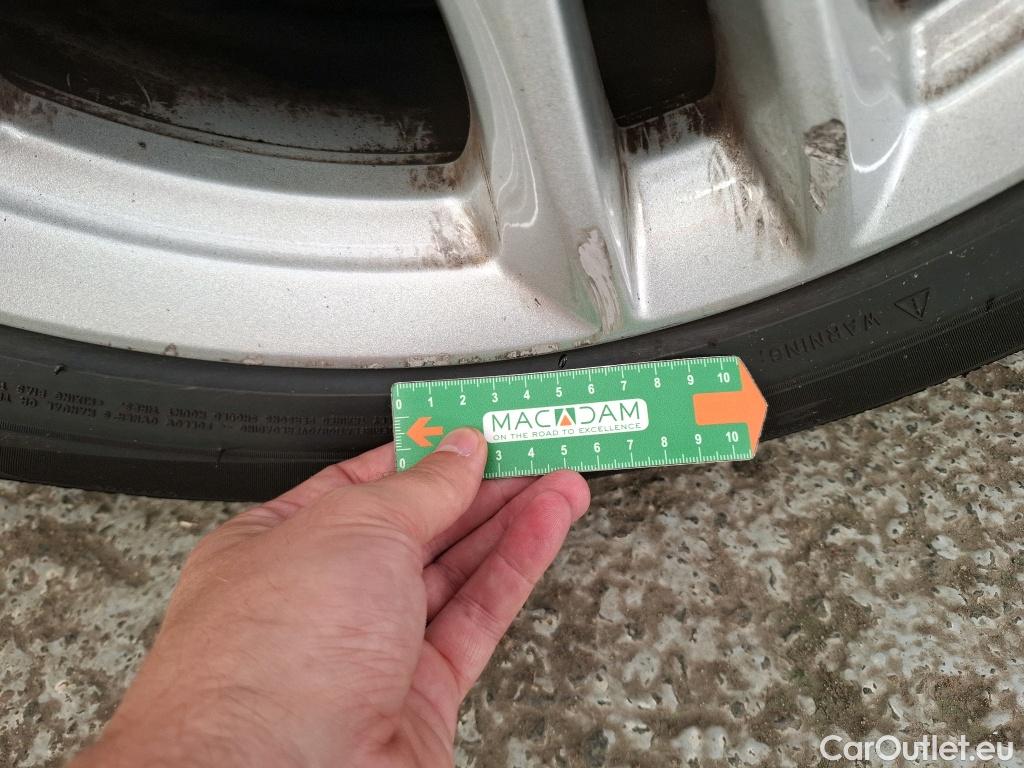 WARNING:
0 1 2 3 4 5 6 7 8 9 10
MACADAM
ON THE ROAD TO EXCELLENCE
0 3 4 5 6 7 8 9 10
CarOutlet.eu